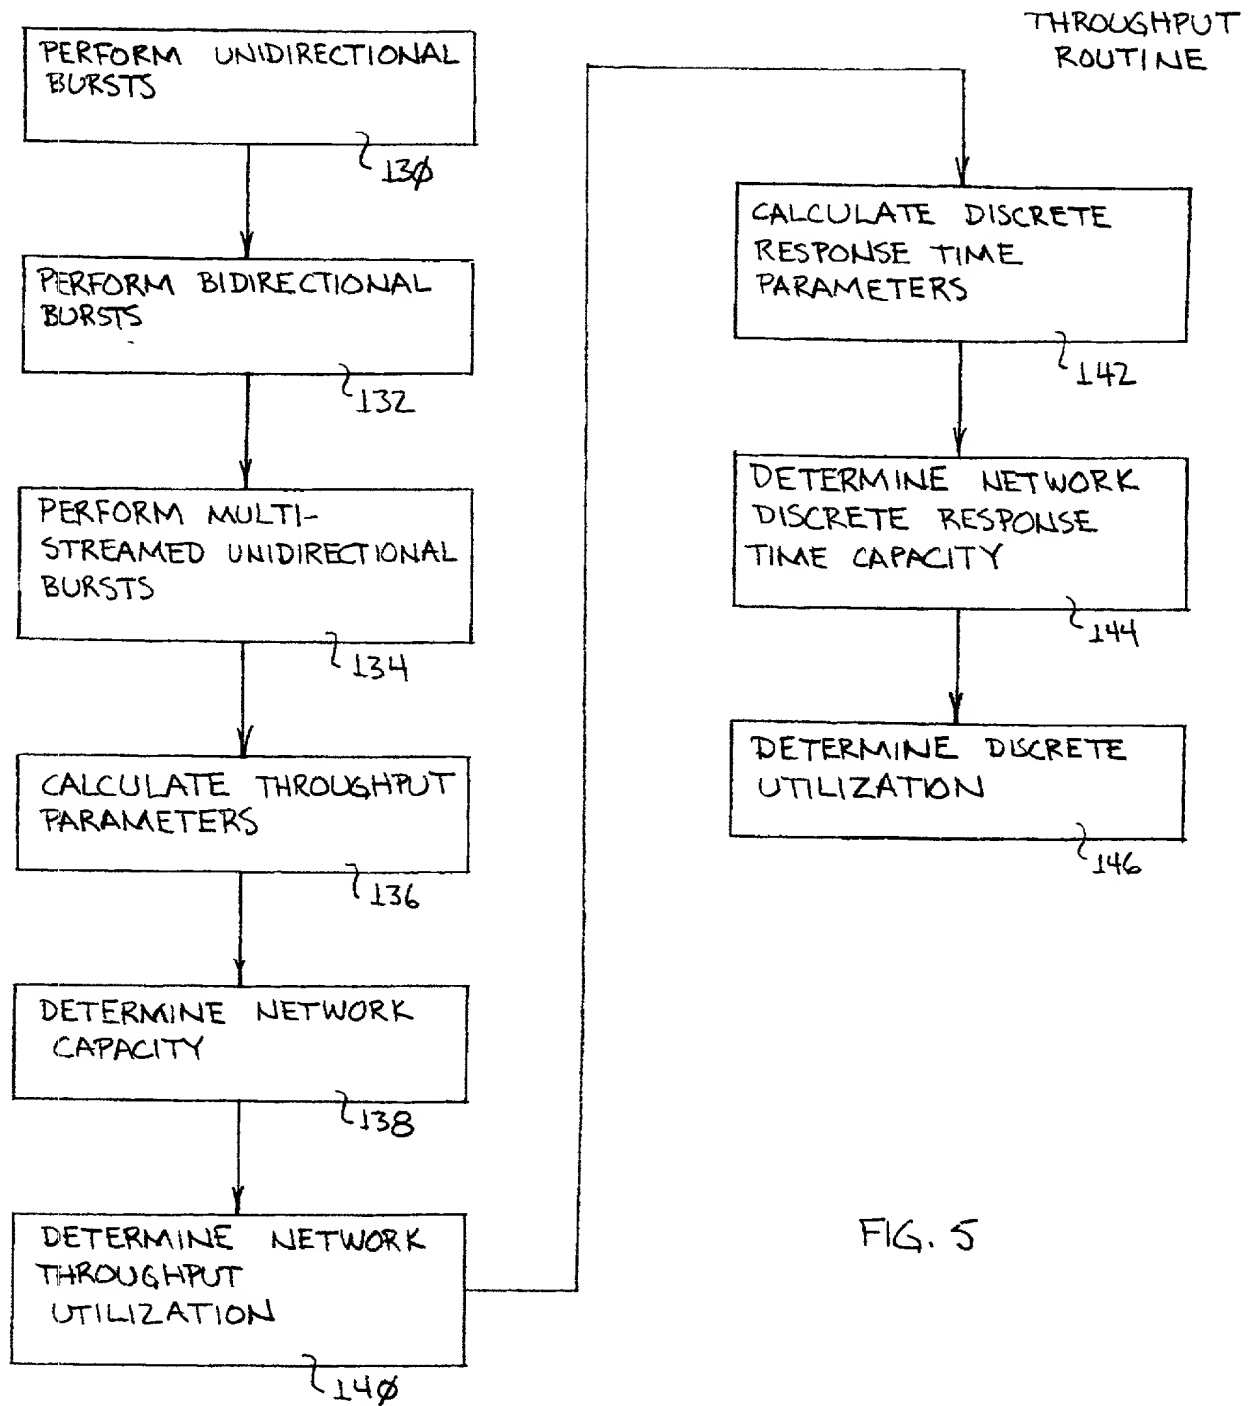 THROUGHPUT
ROUTINE
PERFORM UNIDIRECTIONAL
BURSTS
130
PERFORM BIDIRECTIONAL
BURSTS
132
PERFORM MULTI-
STREAMED UNIDIRECTIONAL
BURSTS
134
CALCULATE THROUGHPUT
PARAMETERS
136
DETERMINE NETWORK
CAPACITY
138
DETERMINE NETWORK
THROUGHPUT
UTILIZATION
140
CALCULATE DISCRETE
RESPONSE TIME
PARAMETERS
142
DETERMINE NETWORK
DISCRETE RESPONSE
TIME CAPACITY
144
DETERMINE DISCRETE
UTILIZATION
146
FIG. 5